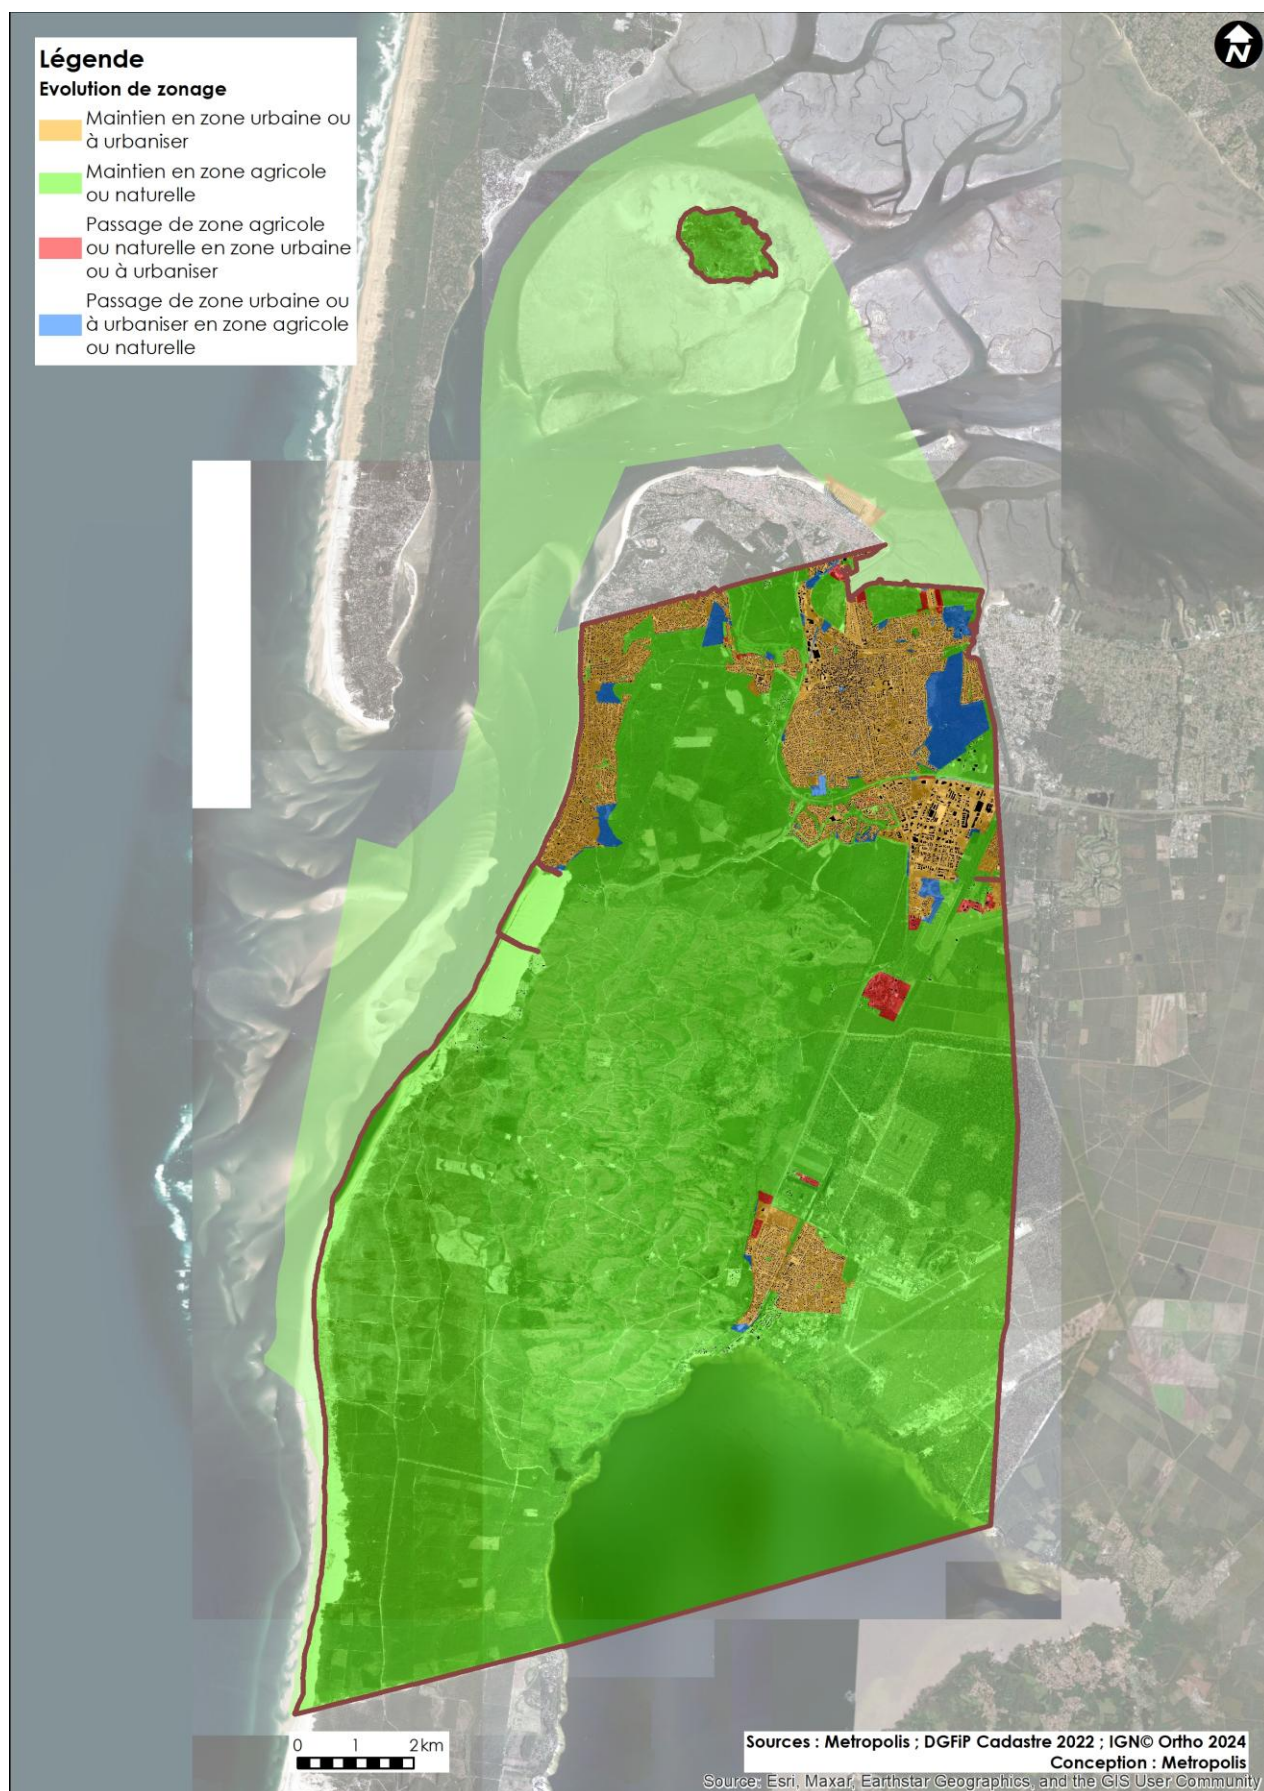 Légende
Evolution de zonage
Maintien en zone urbaine ou
à urbaniser
Maintien en zone agricole
ou naturelle
Passage de zone agricole
ou naturelle en zone urbaine
ou à urbaniser
Passage de zone urbaine ou
à urbaniser en zone agricole
ou naturelle
N
0 1 2 km
Sources : Metropolis ; DGFiP Cadastre 2022 ; IGN© Ortho 2024
Conception : Metropolis
Source: Esri, Maxar, Earthstar Geographics, and the GIS User Community